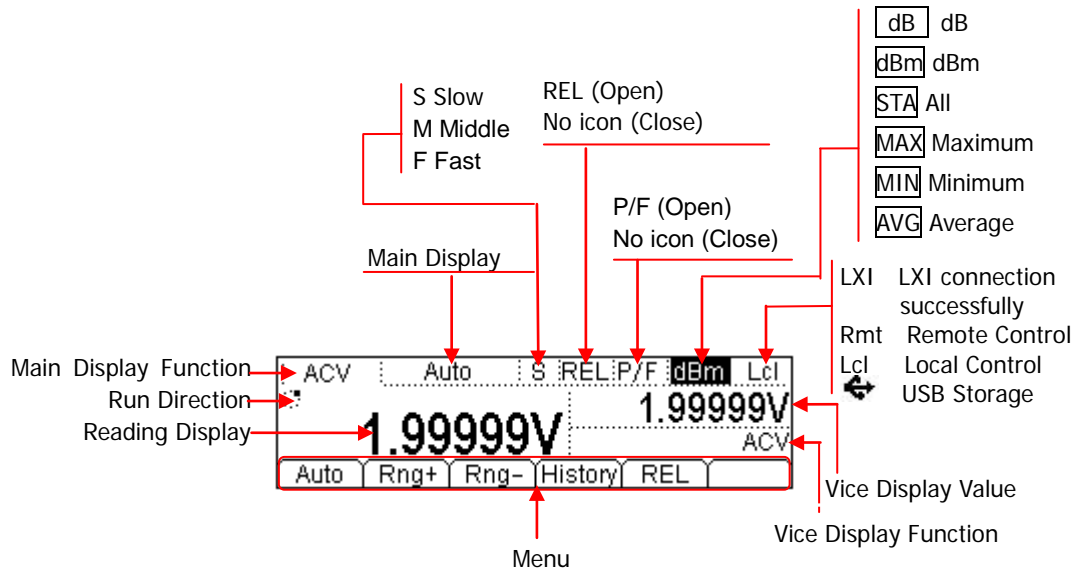 dB dB
dBm dBm
STA All
MAX Maximum
MIN Minimum
AVG Average
S Slow
M Middle
F Fast
REL (Open)
No icon (Close)
P/F (Open)
No icon (Close)
Main Display
LXI LXI connection
successfully
Rmt Remote Control
Lcl Local Control
USB Storage
Main Display Function
Run Direction
Reading Display
ACV Auto S REL P/F dBm Lcl
1.99999V
1.99999V
ACV
Auto Rng+ Rng- History REL
Vice Display Value
Vice Display Function
Menu